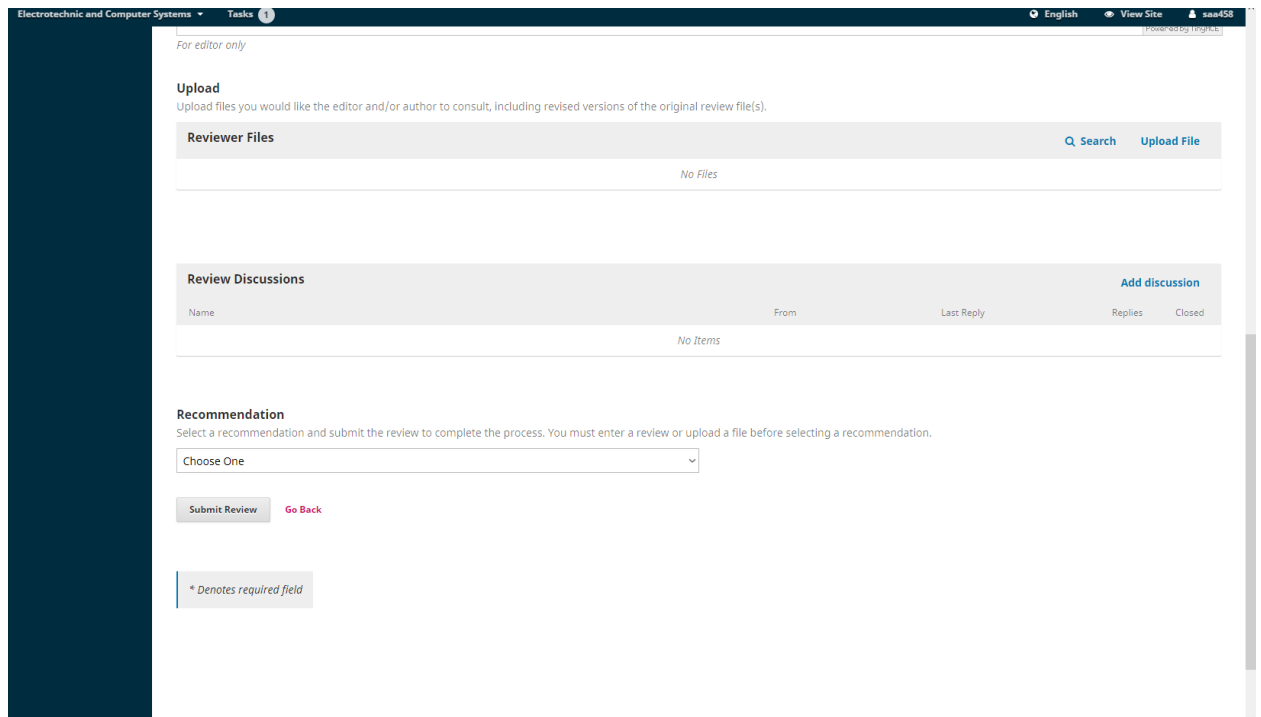 Electrotechnic and Computer Systems Tasks 1 English View Site saa458
Powered by TinyMCE
For editor only
Upload
Upload files you would like the editor and/or author to consult, including revised versions of the original review file(s).
Reviewer Files Search Upload File
No Files
Review Discussions Add discussion
Name From Last Reply Replies Closed
No Items
Recommendation
Select a recommendation and submit the review to complete the process. You must enter a review or upload a file before selecting a recommendation.
Choose One
Submit Review Go Back
* Denotes required field